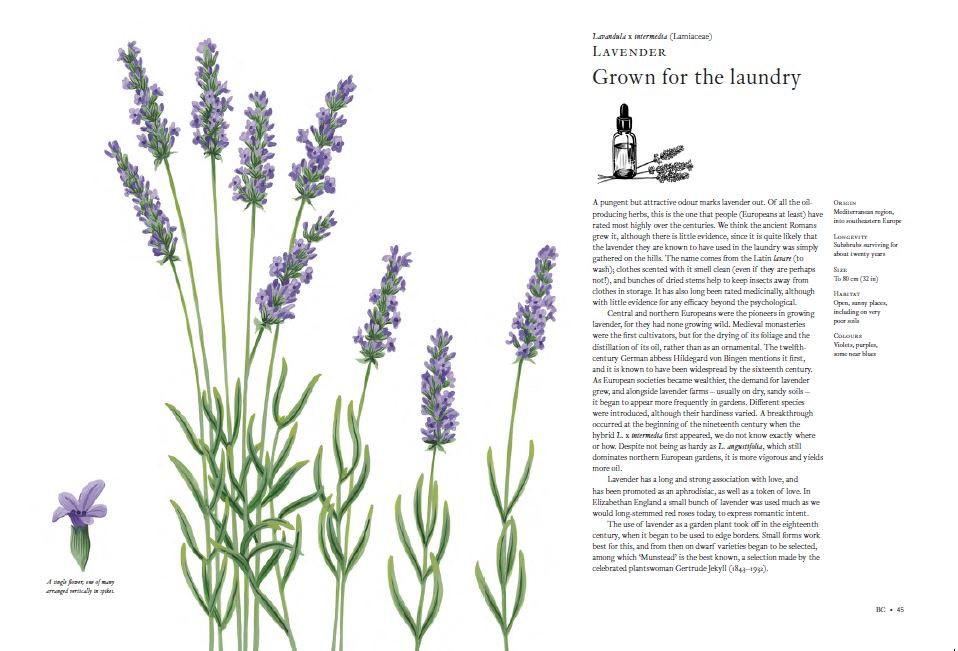 Lavandula x intermedia (Lamiaceae)
LAVENDER
Grown for the laundry
A pungent but attractive odour marks lavender out. Of all the oil-
producing herbs, this is the one that people (Europeans at least) have
rated most highly over the centuries. We think the ancient Romans
grew it, although there is little evidence, since it is quite likely that
the lavender they are known to have used in the laundry was simply
gathered on the hills. The name comes from the Latin lavare (to
wash); clothes scented with it smell clean (even if they are perhaps
not!), and bunches of dried stems help to keep insects away from
clothes in storage. It has also long been rated medicinally, although
with little evidence for any efficacy beyond the psychological.
Central and northern Europeans were the pioneers in growing
lavender, for they had none growing wild. Medieval monasteries
were the first cultivators, but for the drying of its foliage and the
distillation of its oil, rather than as an ornamental. The twelfth-
century German abbess Hildegard von Bingen mentions it first,
and it is known to have been widespread by the sixteenth century.
As European societies became wealthier, the demand for lavender
grew, and alongside lavender farms – usually on dry, sandy soils –
it began to appear more frequently in gardens. Different species
were introduced, although their hardiness varied. A breakthrough
occurred at the beginning of the nineteenth century when the
hybrid L. x intermedia first appeared, we do not know exactly where
or how. Despite not being as hardy as L. angustifolia, which still
dominates northern European gardens, it is more vigorous and yields
more oil.
Lavender has a long and strong association with love, and
has been promoted as an aphrodisiac, as well as a token of love. In
Elizabethan England a small bunch of lavender was used much as we
would long-stemmed red roses today, to express romantic intent.
The use of lavender as a garden plant took off in the eighteenth
century, when it began to be used to edge borders. Small forms work
best for this, and from then on dwarf varieties began to be selected,
among which ‘Munstead’ is the best known, a selection made by the
celebrated plantswoman Gertrude Jekyll (1843–1932).
ORIGIN
Mediterranean region,
into southeastern Europe
LONGEVITY
Subshrubs surviving for
about twenty years
SIZE
To 80 cm (32 in)
HABITAT
Open, sunny places,
including on very
poor soils
COLOURS
Violets, purples,
some near blues
A single flower, one of many
arranged vertically in spikes.
BC • 45